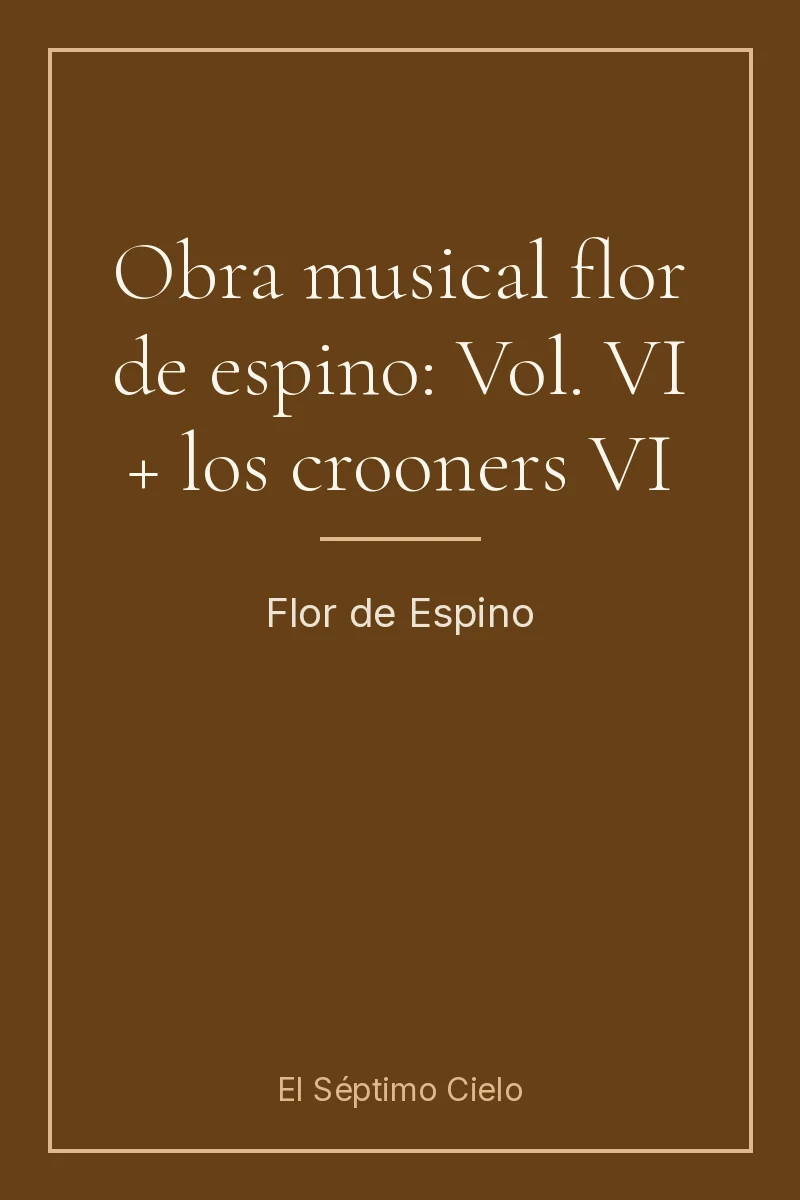 Obra musical flor
de espino: Vol. VI
+ los crooners VI
Flor de Espino
El Séptimo Cielo